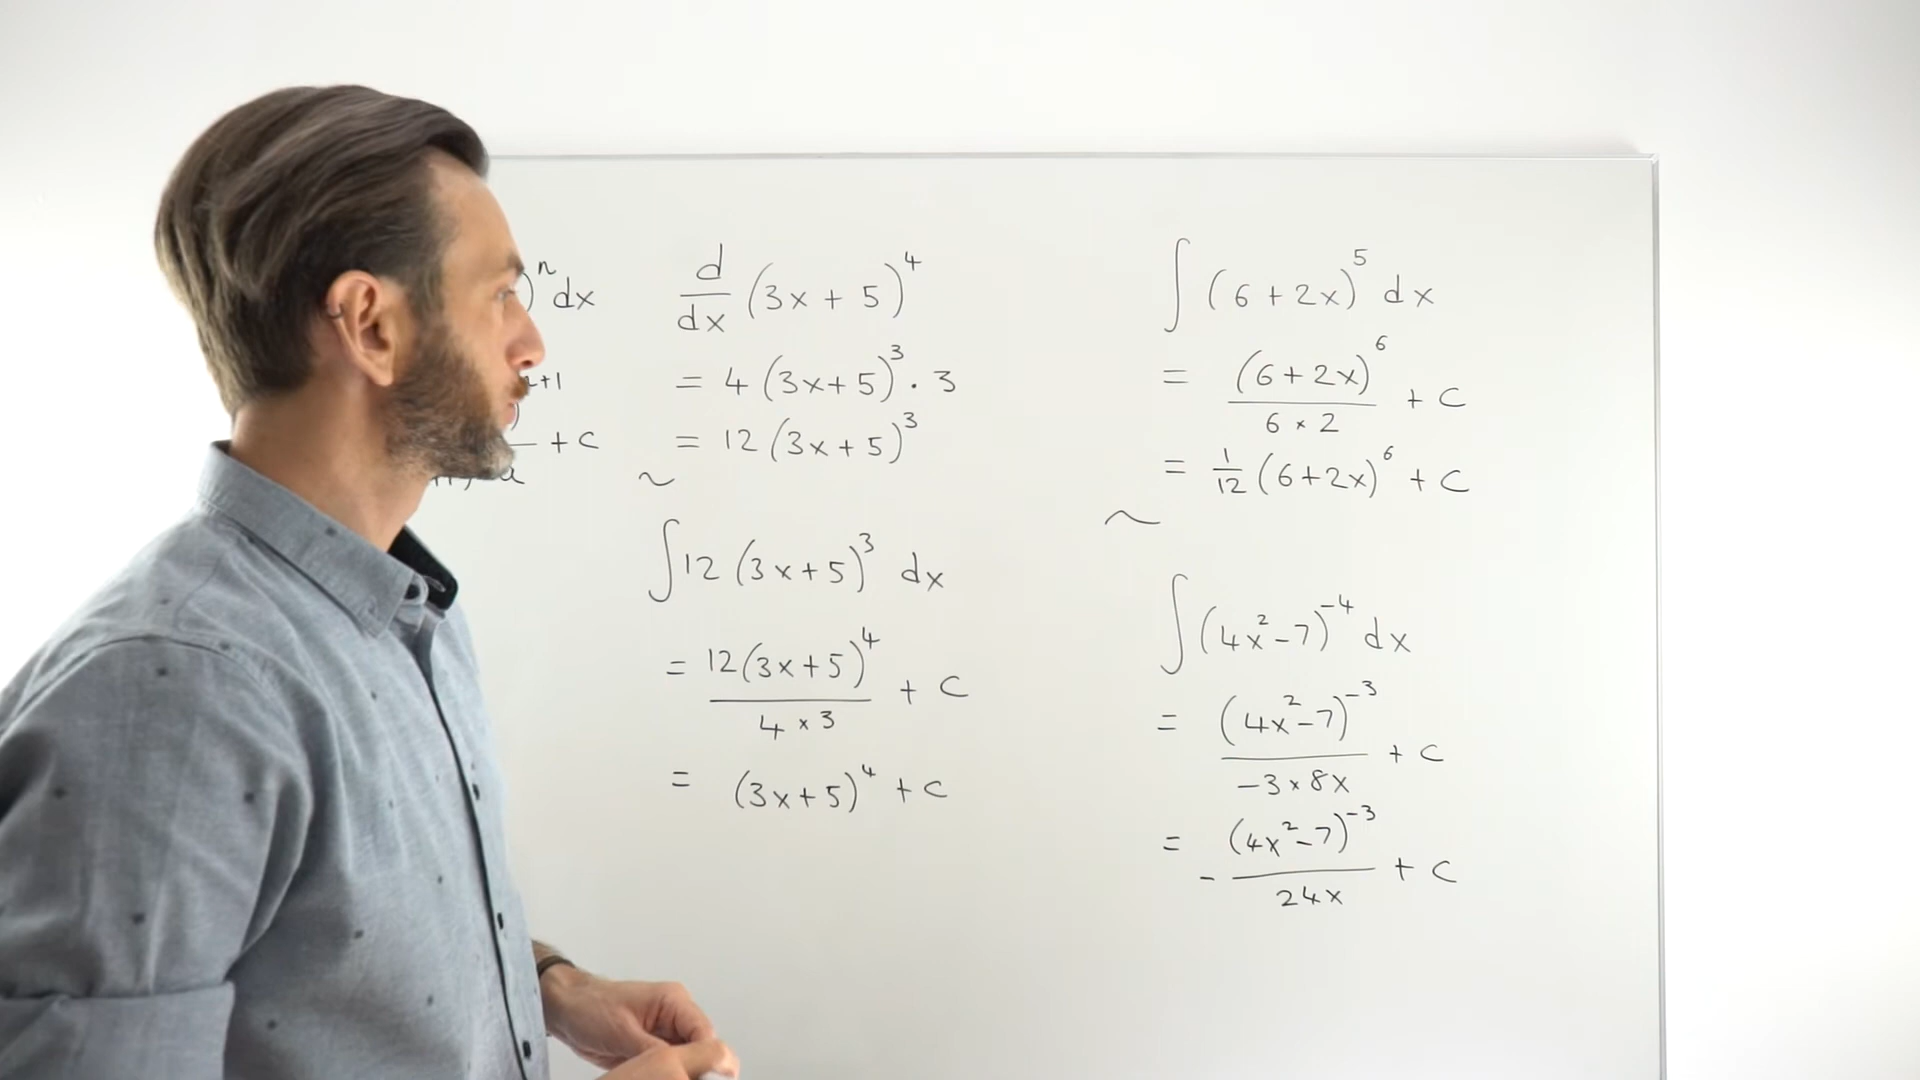 )ⁿ dx
n+1
+ c
a
d/dx (3x + 5)⁴
= 4 (3x+5)³ · 3
= 12 (3x+5)³
~
∫12 (3x+5)³ dx
= 12(3x+5)⁴ / 4 × 3 + c
= (3x+5)⁴ + c
∫ (6+2x)⁵ dx
= (6+2x)⁶ / 6 × 2 + c
= 1/12 (6+2x)⁶ + c
~
∫ (4x²-7)⁻⁴ dx
= (4x²-7)⁻³ / -3 × 8x + c
= - (4x²-7)⁻³ / 24x + c